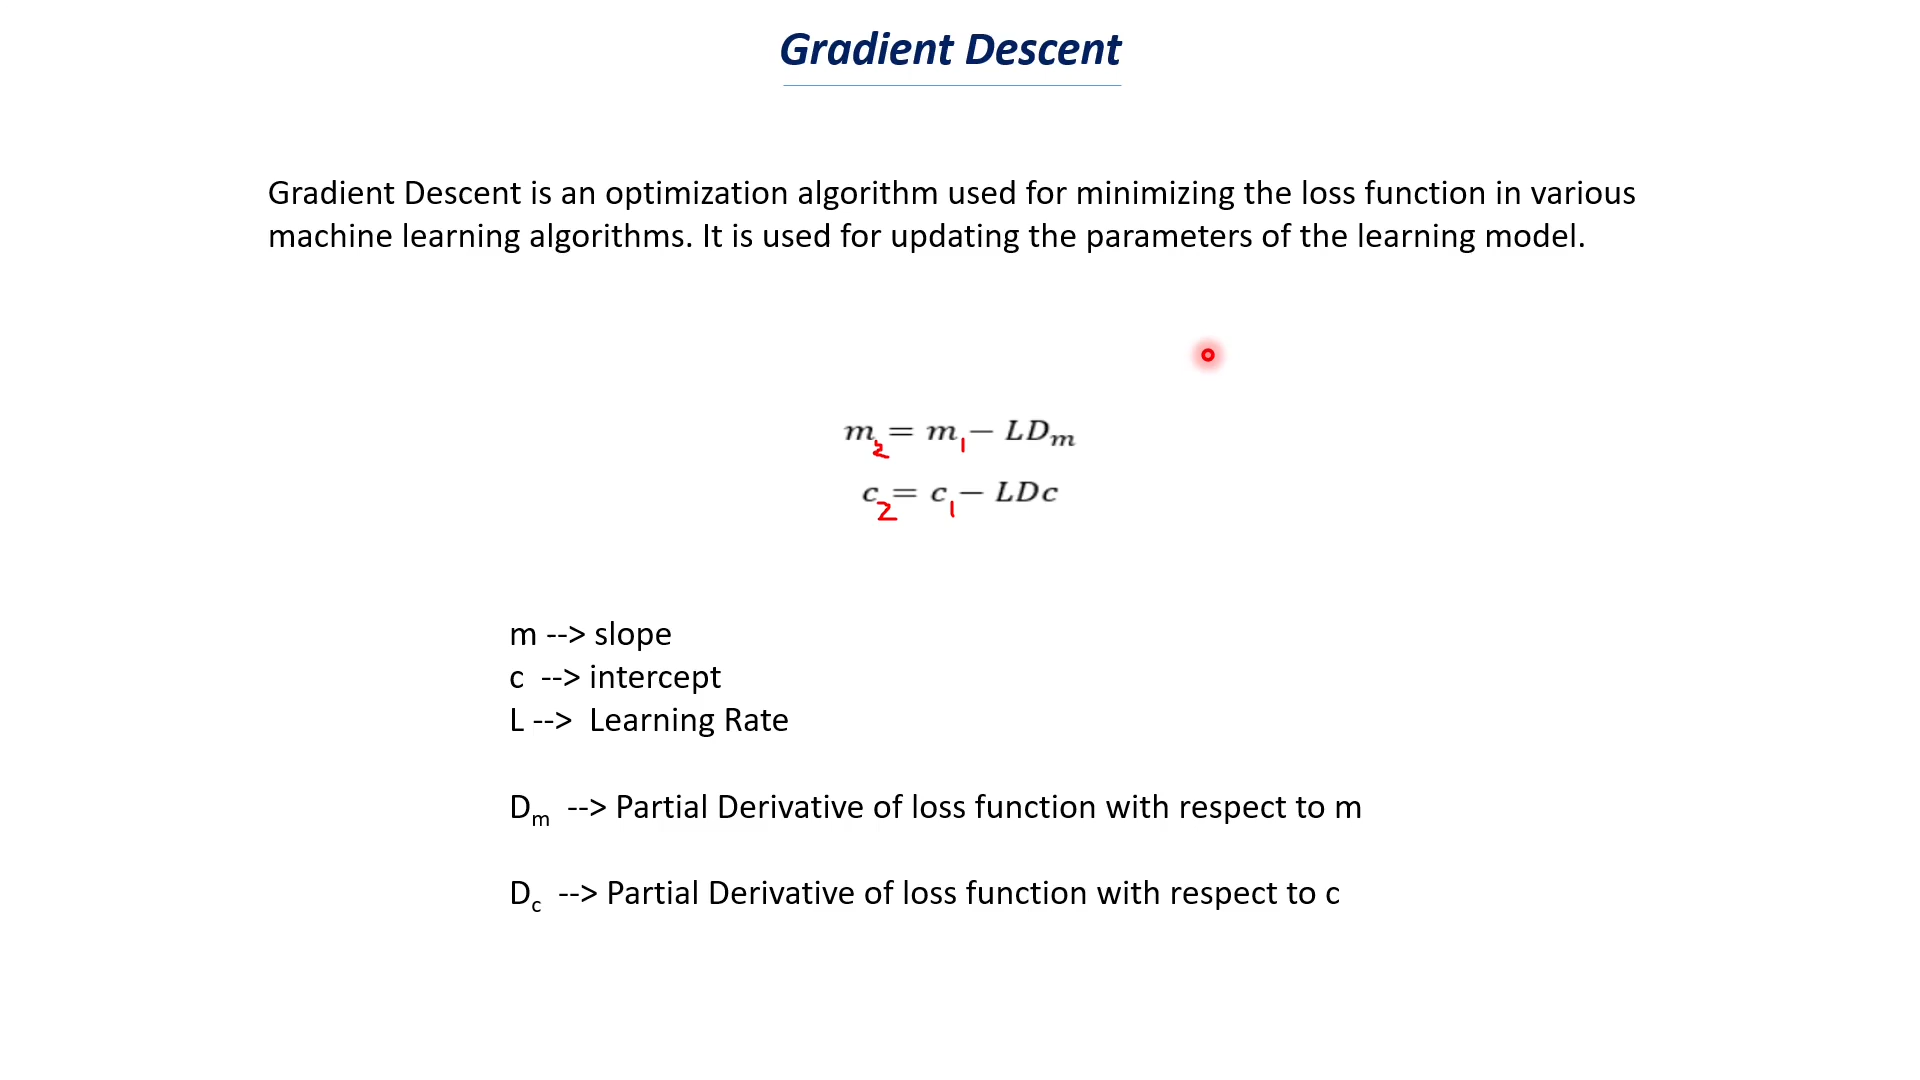 Gradient Descent
Gradient Descent is an optimization algorithm used for minimizing the loss function in various
machine learning algorithms. It is used for updating the parameters of the learning model.
m₂ = m₁ − LDₘ
c₂ = c₁ − LDc
m --> slope
c --> intercept
L --> Learning Rate
Dₘ --> Partial Derivative of loss function with respect to m
D_c --> Partial Derivative of loss function with respect to c